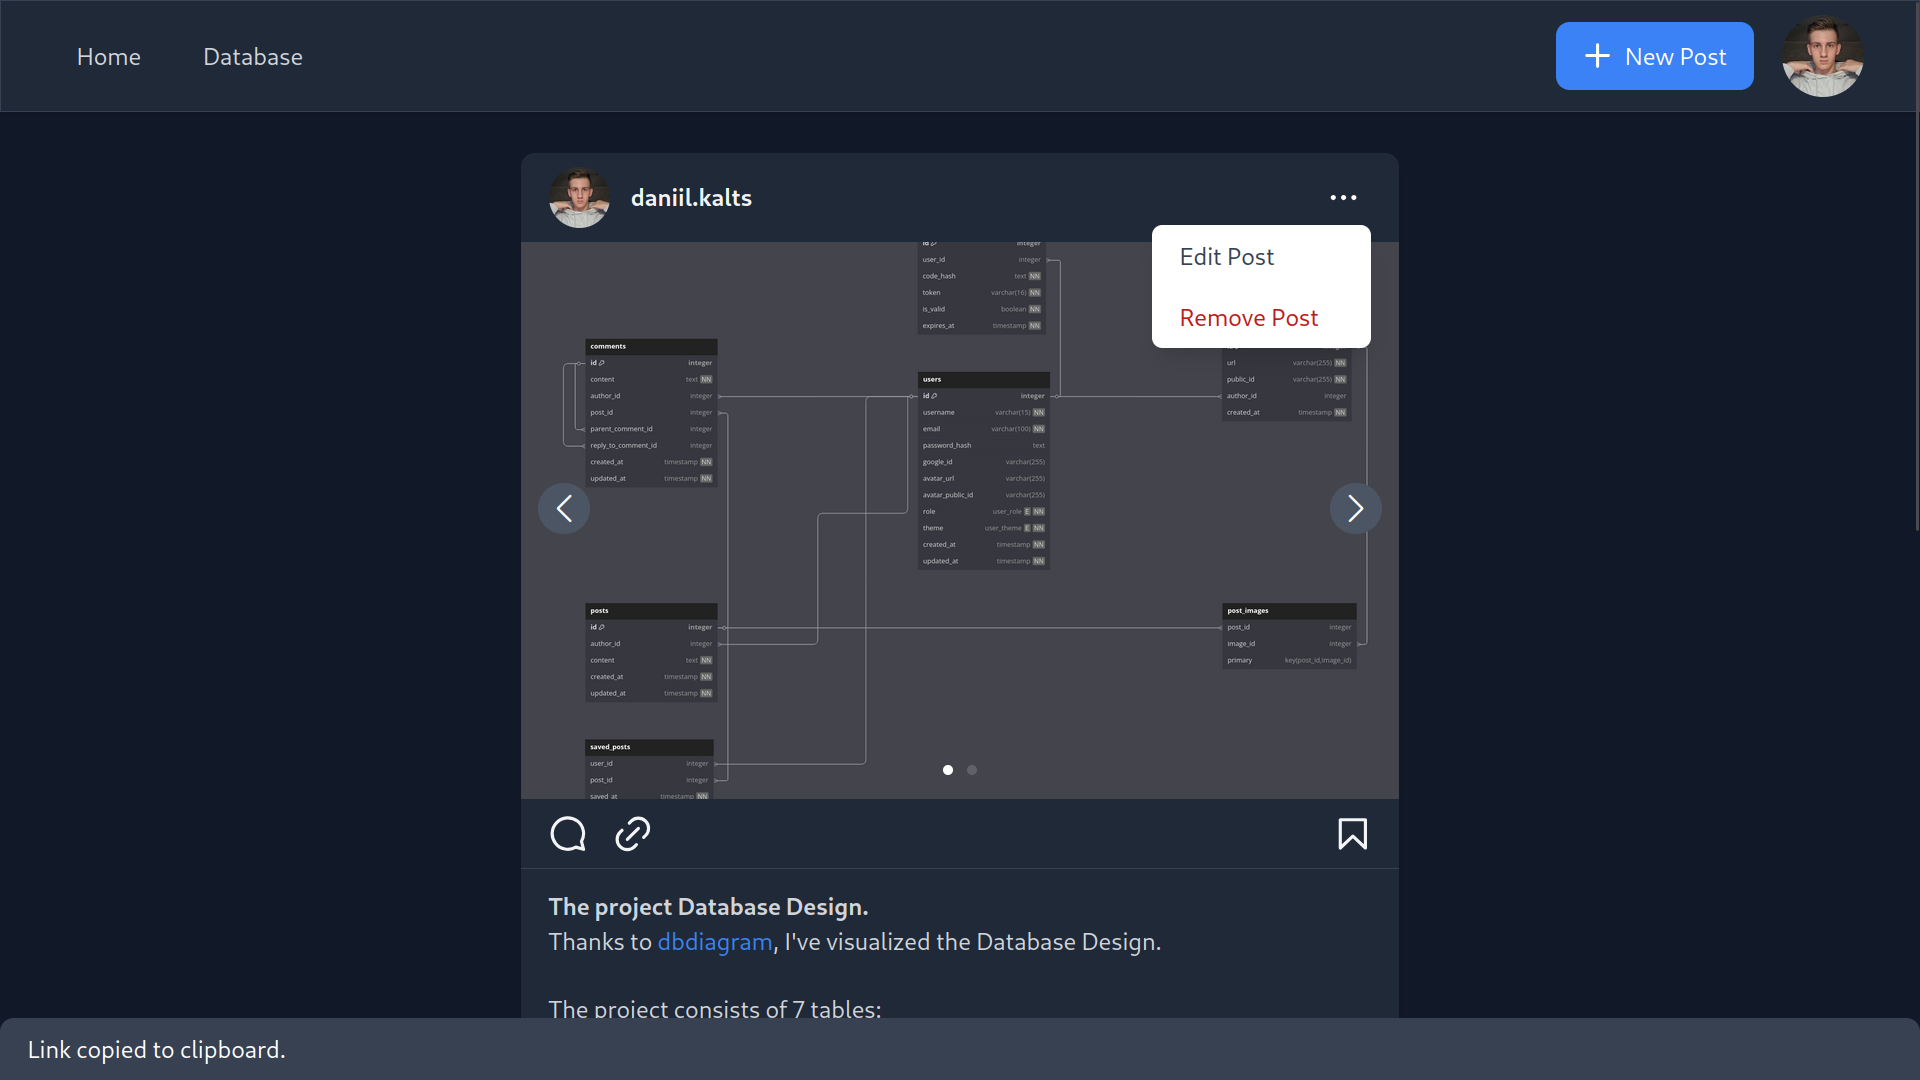 Home
Database
New Post
daniil.kalts
Edit Post
Remove Post
id integer
user_id integer
code_hash text NN
token varchar(16) NN
is_valid boolean NN
expires_at timestamp NN
comments
id integer
content text NN
author_id integer
post_id integer
parent_comment_id integer
reply_to_comment_id integer
created_at timestamp NN
updated_at timestamp NN
users
id integer
username varchar(15) NN
email varchar(100) NN
password_hash text
google_id varchar(255)
avatar_url varchar(255)
avatar_public_id varchar(255)
role user_role E NN
theme user_theme E NN
created_at timestamp NN
updated_at timestamp NN
url varchar(255) NN
public_id varchar(255) NN
author_id integer
created_at timestamp NN
posts
id integer
author_id integer
content text NN
created_at timestamp NN
updated_at timestamp NN
post_images
post_id integer
image_id integer
primary key(post_id,image_id)
saved_posts
user_id integer
post_id integer
saved_at timestamp NN
The project Database Design.
Thanks to dbdiagram, I've visualized the Database Design.
The project consists of 7 tables:
Link copied to clipboard.